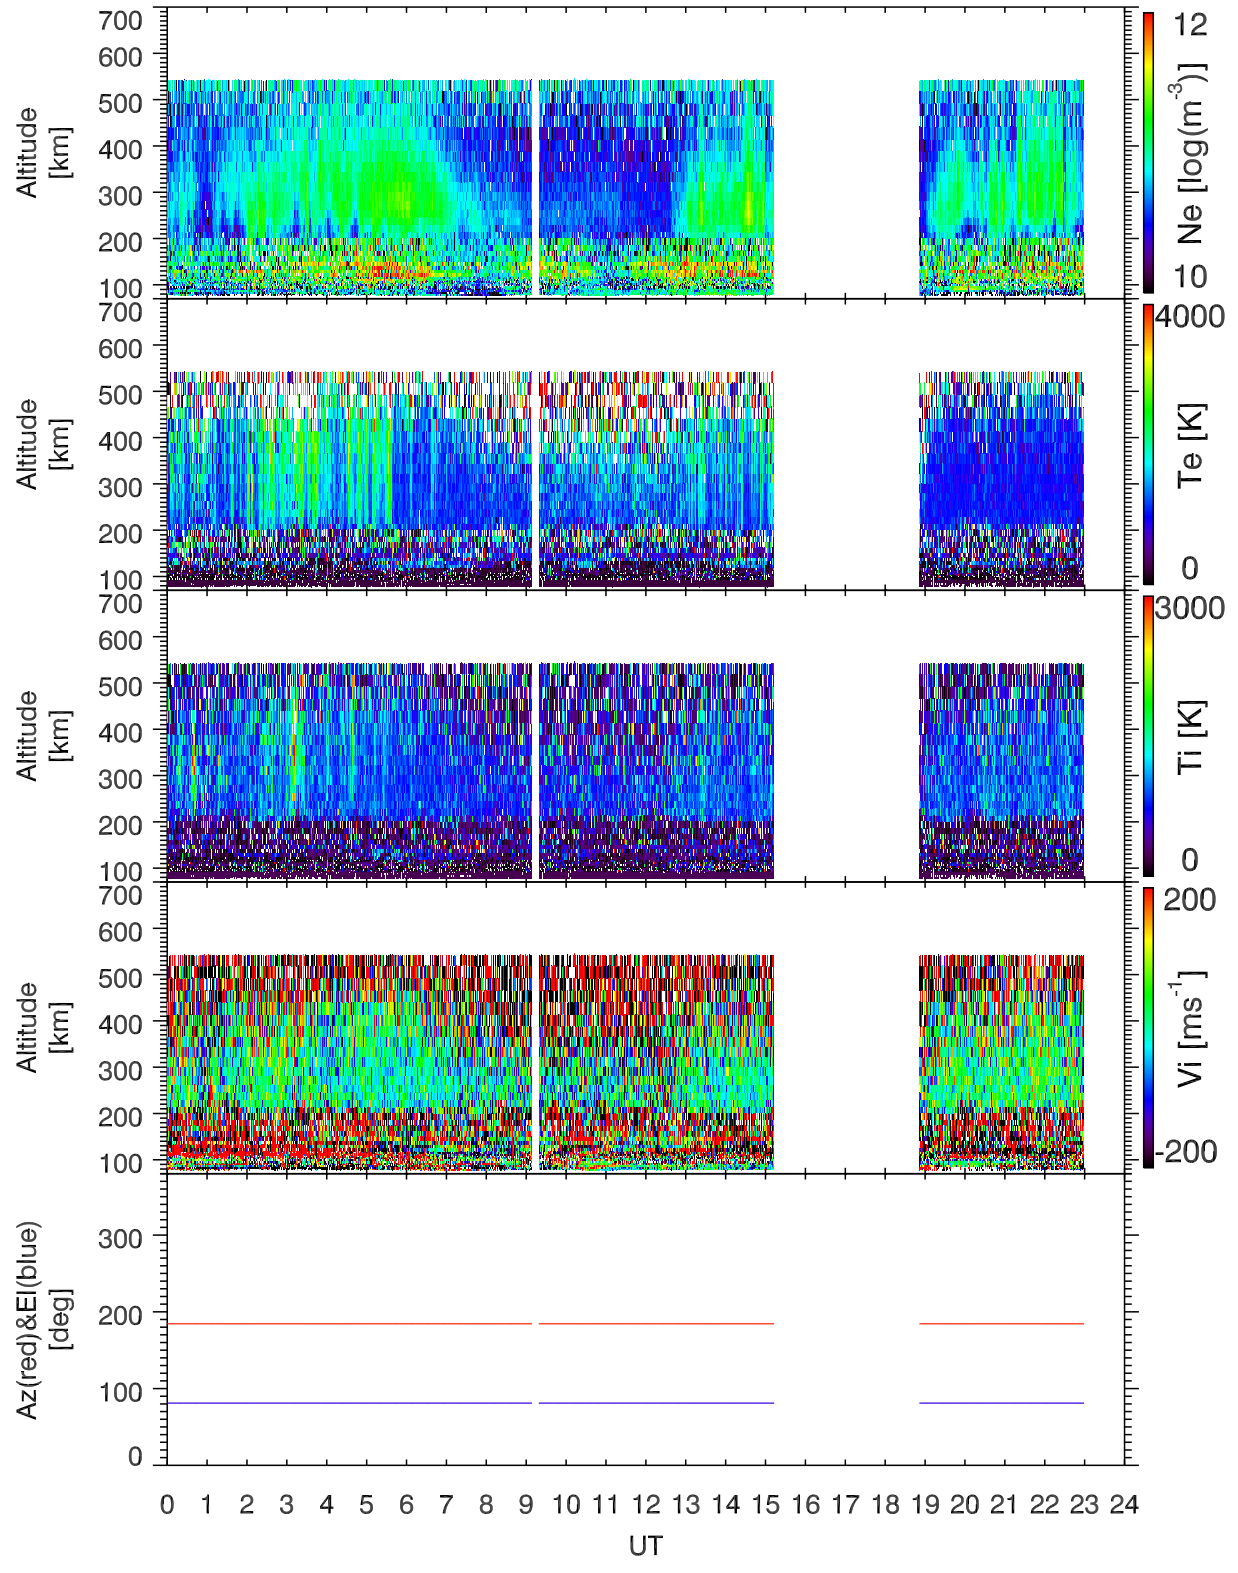 700
600
500
400
300
200
100
Altitude
[km]
12
10
Ne [log(m⁻³)]
700
600
500
400
300
200
100
Altitude
[km]
4000
0
Te [K]
700
600
500
400
300
200
100
Altitude
[km]
3000
0
Ti [K]
700
600
500
400
300
200
100
Altitude
[km]
200
-200
Vi [ms⁻¹]
300
200
100
0
Az(red)&El(blue)
[deg]
0 1 2 3 4 5 6 7 8 9 10 11 12 13 14 15 16 17 18 19 20 21 22 23 24
UT